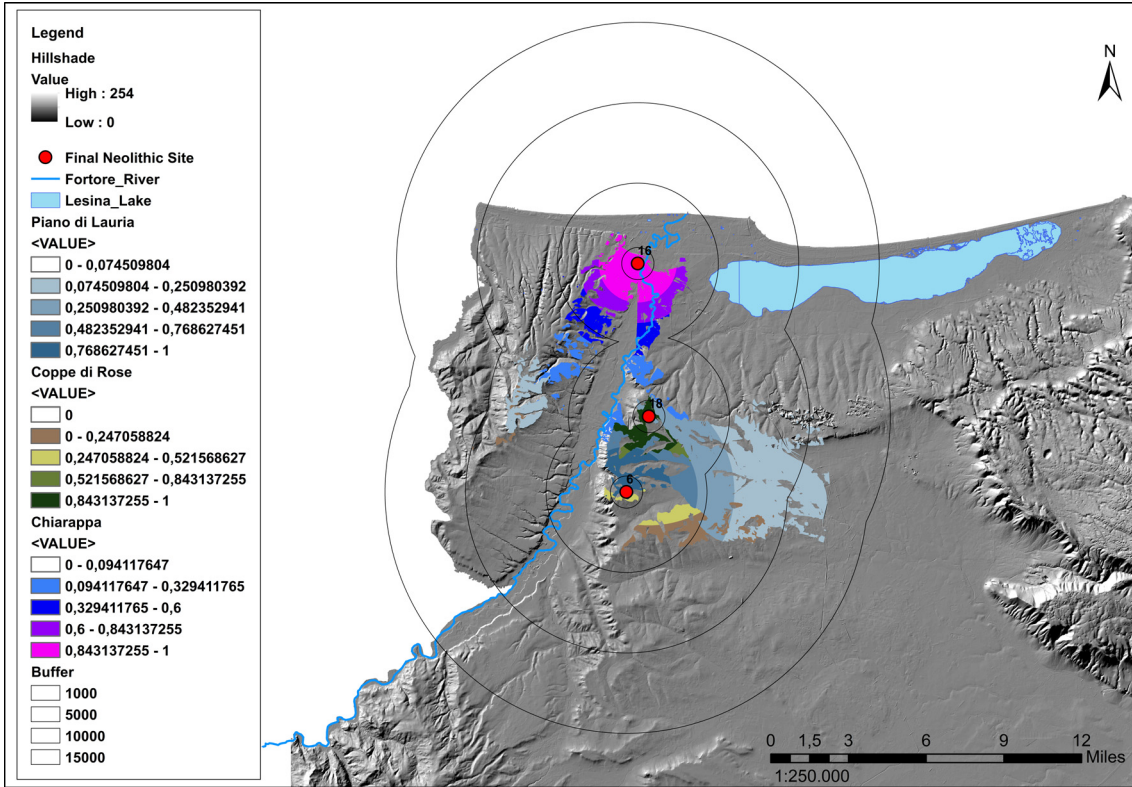 Legend
Hillshade
Value
High : 254
Low : 0
Final Neolithic Site
Fortore_River
Lesina_Lake
Piano di Lauria
<VALUE>
0 - 0,074509804
0,074509804 - 0,250980392
0,250980392 - 0,482352941
0,482352941 - 0,768627451
0,768627451 - 1
Coppe di Rose
<VALUE>
0
0 - 0,247058824
0,247058824 - 0,521568627
0,521568627 - 0,843137255
0,843137255 - 1
Chiarappa
<VALUE>
0 - 0,094117647
0,094117647 - 0,329411765
0,329411765 - 0,6
0,6 - 0,843137255
0,843137255 - 1
Buffer
1000
5000
10000
15000
N
16
18
6
0 1,5 3 6 9 12
Miles
1:250.000